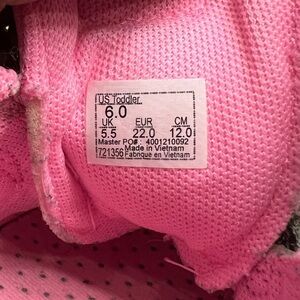 US Toddler
6.0
UK EUR CM
5.5 22.0 12.0
Master PO# : 4001210092
Made in Vietnam
721356 Fabriqué en Vietnam